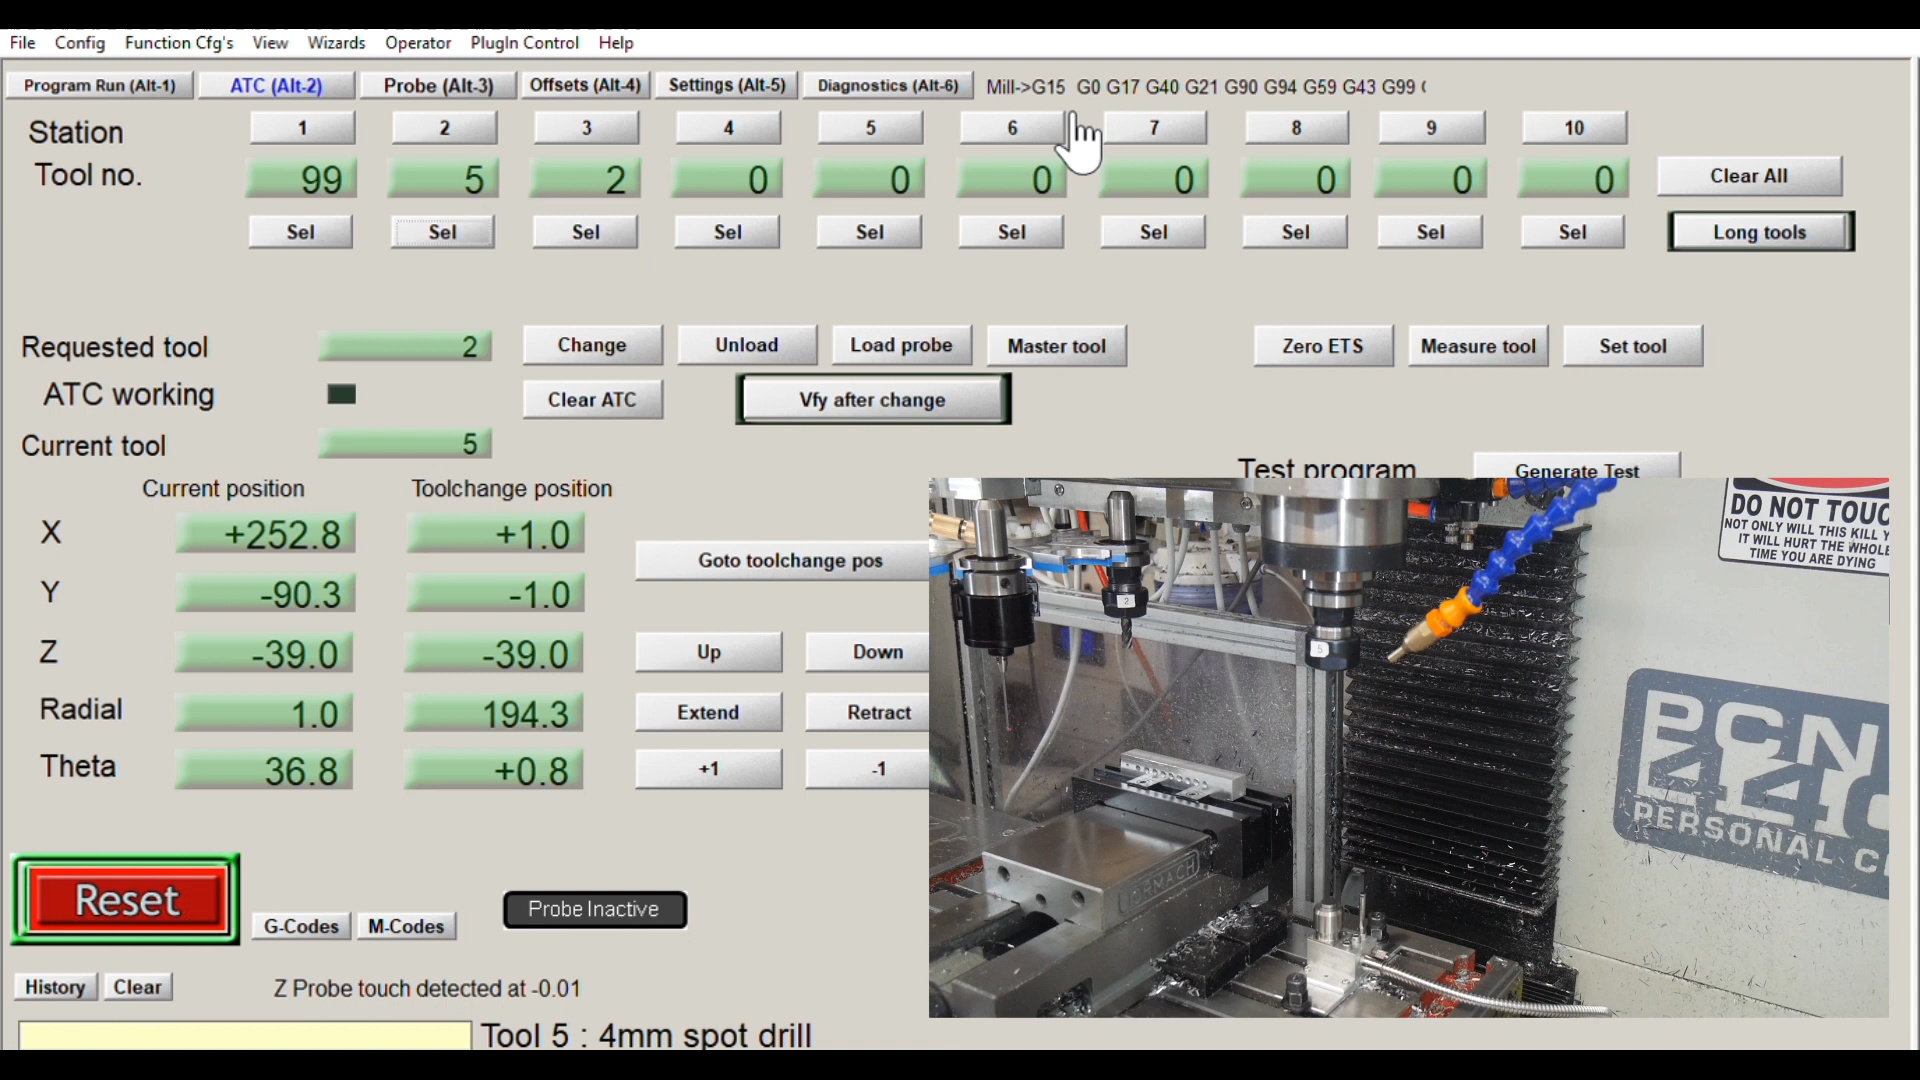 File Config Function Cfg's View Wizards Operator PlugIn Control Help
Program Run (Alt-1) ATC (Alt-2) Probe (Alt-3) Offsets (Alt-4) Settings (Alt-5) Diagnostics (Alt-6) Mill->G15 G0 G17 G40 G21 G90 G94 G59 G43 G99
Station 1 2 3 4 5 6 7 8 9 10
Tool no. 99 5 2 0 0 0 0 0 0 0 Clear All
Sel Sel Sel Sel Sel Sel Sel Sel Sel Sel Long tools
Requested tool 2 Change Unload Load probe Master tool Zero ETS Measure tool Set tool
ATC working Clear ATC Vfy after change
Current tool 5
Test program Generate Test
Current position Toolchange position
X +252.8 +1.0 Goto toolchange pos
Y -90.3 -1.0
Z -39.0 -39.0 Up Down
Radial 1.0 194.3 Extend Retract
Theta 36.8 +0.8 +1 -1
DO NOT TOUC
NOT ONLY WILL THIS KILL Y
IT WILL HURT THE WHOLE
TIME YOU ARE DYING
2
5
PCN
440
PERSONAL C
Reset G-Codes M-Codes Probe Inactive
History Clear Z Probe touch detected at -0.01
Tool 5 : 4mm spot drill